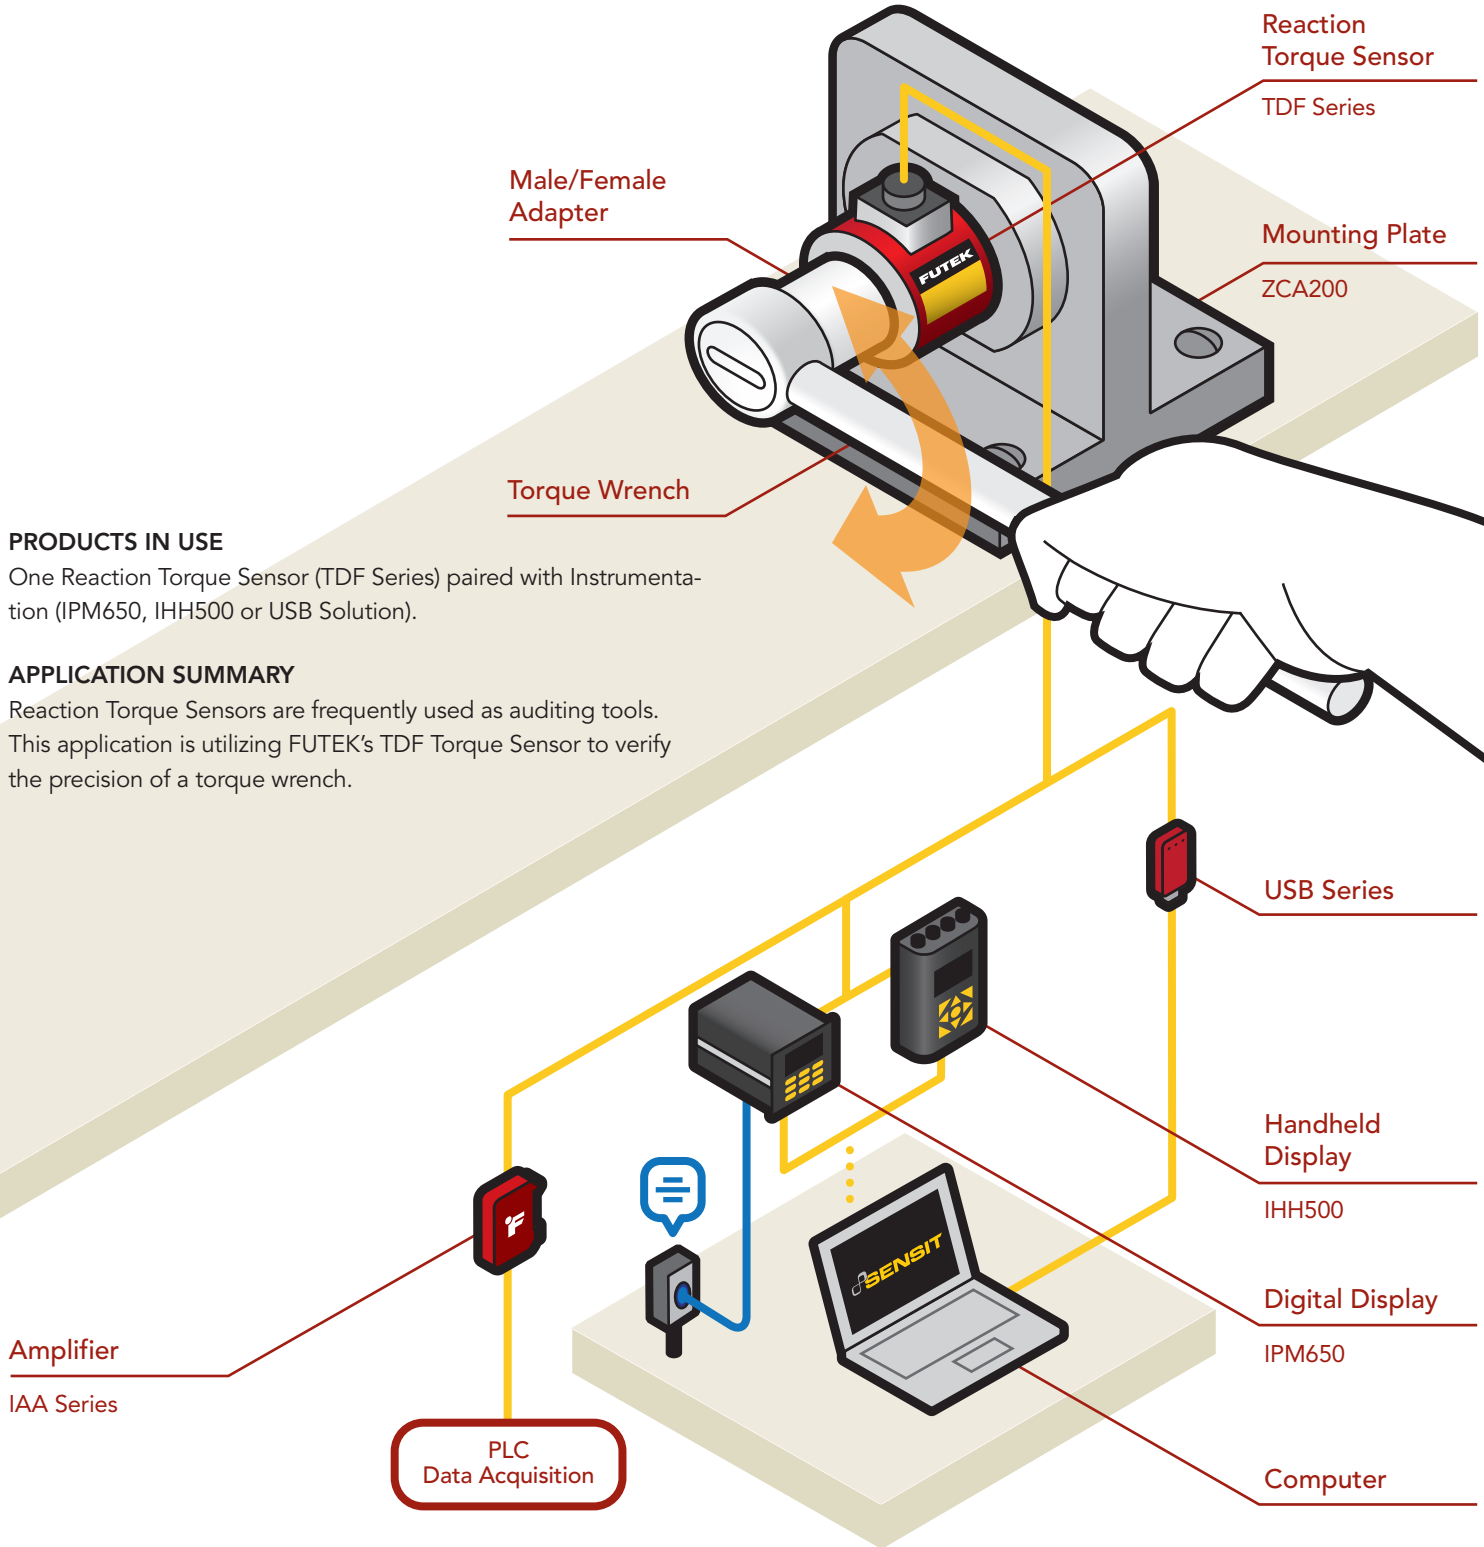 Reaction
Torque Sensor
TDF Series
Male/Female
Adapter
Mounting Plate
ZCA200
FUTEK
Torque Wrench
PRODUCTS IN USE
One Reaction Torque Sensor (TDF Series) paired with Instrumenta-
tion (IPM650, IHH500 or USB Solution).
APPLICATION SUMMARY
Reaction Torque Sensors are frequently used as auditing tools.
This application is utilizing FUTEK’s TDF Torque Sensor to verify
the precision of a torque wrench.
USB Series
Handheld
Display
IHH500
F
SENSIT
Digital Display
IPM650
Amplifier
IAA Series
PLC
Data Acquisition
Computer